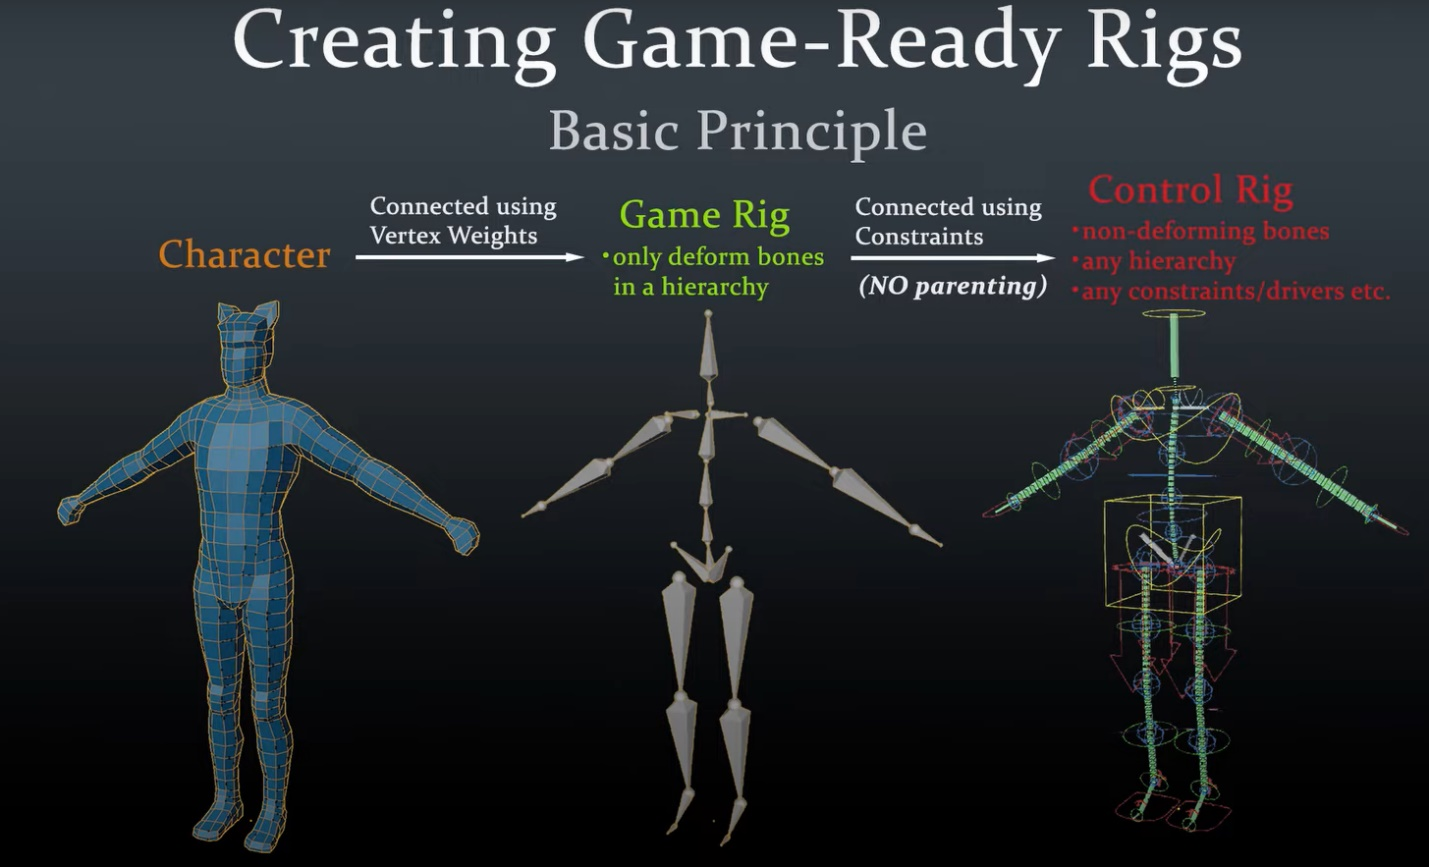 Creating Game-Ready Rigs
Basic Principle
Character
Connected using
Vertex Weights
Game Rig
•only deform bones
in a hierarchy
Connected using
Constraints
(NO parenting)
Control Rig
•non-deforming bones
•any hierarchy
•any constraints/drivers etc.